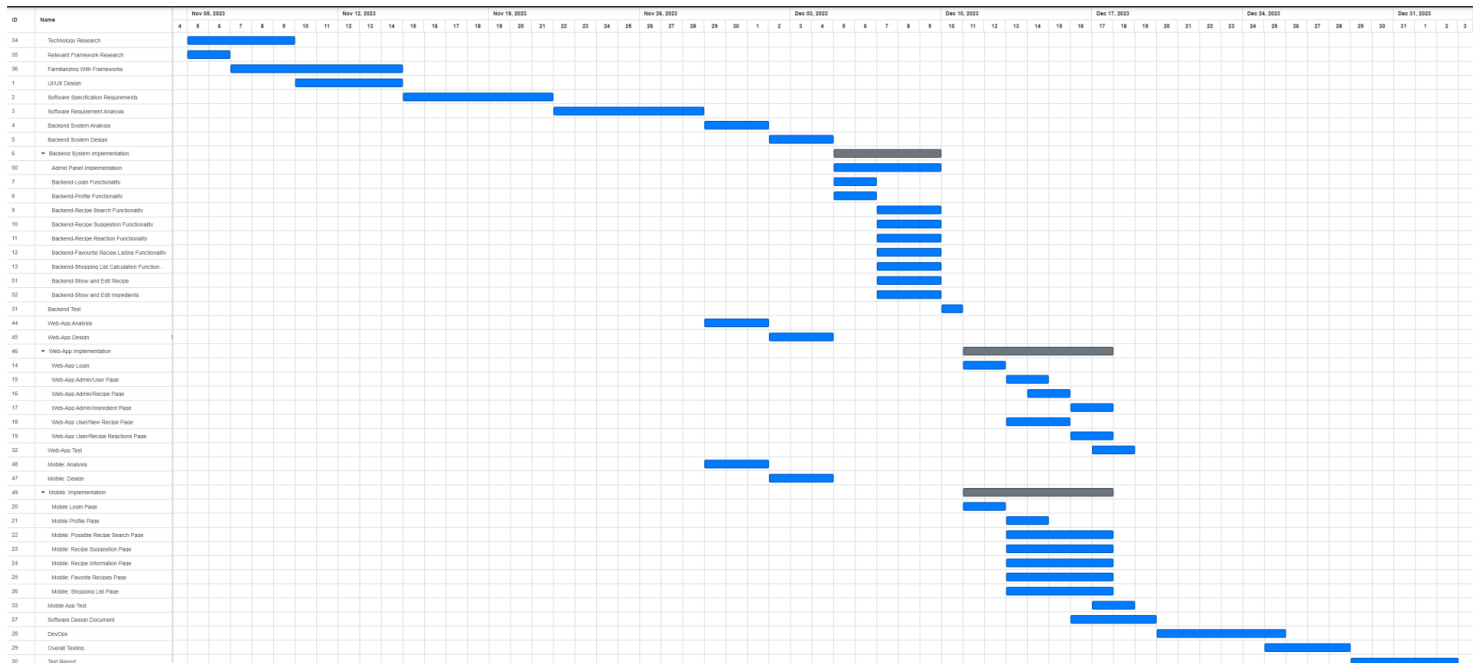 ID Name Nov 05, 2023 Nov 12, 2023 Nov 19, 2023 Nov 26, 2023 Dec 03, 2023 Dec 10, 2023 Dec 17, 2023 Dec 24, 2023 Dec 31, 2023
4 5 6 7 8 9 10 11 12 13 14 15 16 17 18 19 20 21 22 23 24 25 26 27 28 29 30 1 2 3 4 5 6 7 8 9 10 11 12 13 14 15 16 17 18 19 20 21 22 23 24 25 26 27 28 29 30 31 1 2 3
34 Technology Research
35 Relevant Framework Research
36 Familiarizing With Frameworks
1 UI/UX Design
2 Software Specification Requirements
3 Software Requirement Analysis
4 Backend System Analysis
5 Backend System Design
6 Backend System Implementation
50 Admin Panel Implementation
7 Backend-Login Functionality
8 Backend-Profile Functionality
9 Backend-Recipe Search Functionality
10 Backend-Recipe Suggestion Functionality
11 Backend-Recipe Reaction Functionality
12 Backend-Favourite Recipe Listing Functionality
13 Backend-Shopping List Calculation Function...
51 Backend-Show and Edit Recipe
52 Backend-Show and Edit Ingredients
31 Backend Test
44 Web-App Analysis
45 Web-App Design
46 Web-App Implementation
14 Web-App Login
15 Web-App Admin/User Page
16 Web-App Admin/Recipe Page
17 Web-App Admin/Ingredient Page
18 Web-App User/New Recipe Page
19 Web-App User/Recipe Reactions Page
32 Web-App Test
48 Mobile: Analysis
47 Mobile: Design
49 Mobile: Implementation
20 Mobile Login Page
21 Mobile Profile Page
22 Mobile: Possible Recipe Search Page
23 Mobile: Recipe Suggestion Page
24 Mobile: Recipe Information Page
25 Mobile: Favorite Recipes Page
26 Mobile: Shopping List Page
33 Mobile App Test
27 Software Design Document
28 DevOps
29 Overall Testing
30 Test Report